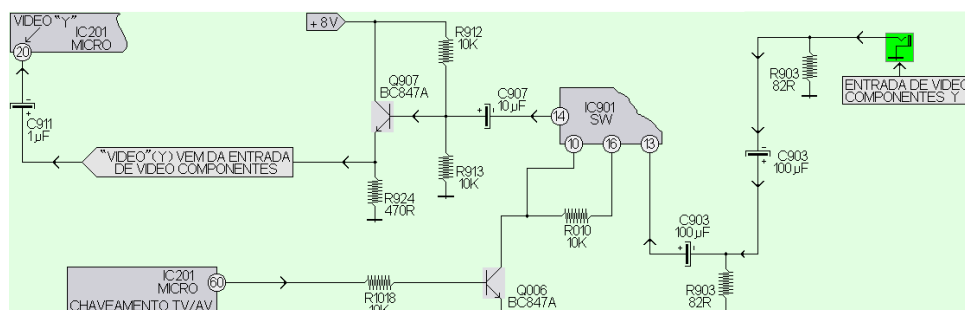 VIDEO "Y"
IC201
MICRO
20
C911
1µF
"VIDEO"(Y) VEM DA ENTRADA
DE VIDEO COMPONENTES
+8V
Q907
BC847A
R912
10K
R913
10K
R924
470R
C907
10µF
14
IC901
SW
10
16
13
R010
10K
C903
100µF
R903
82R
C903
100µF
R903
82R
ENTRADA DE VIDEO
COMPONENTES Y
IC201
MICRO
60
CHAVEAMENTO TV/AV
R1018
10K
Q006
BC847A